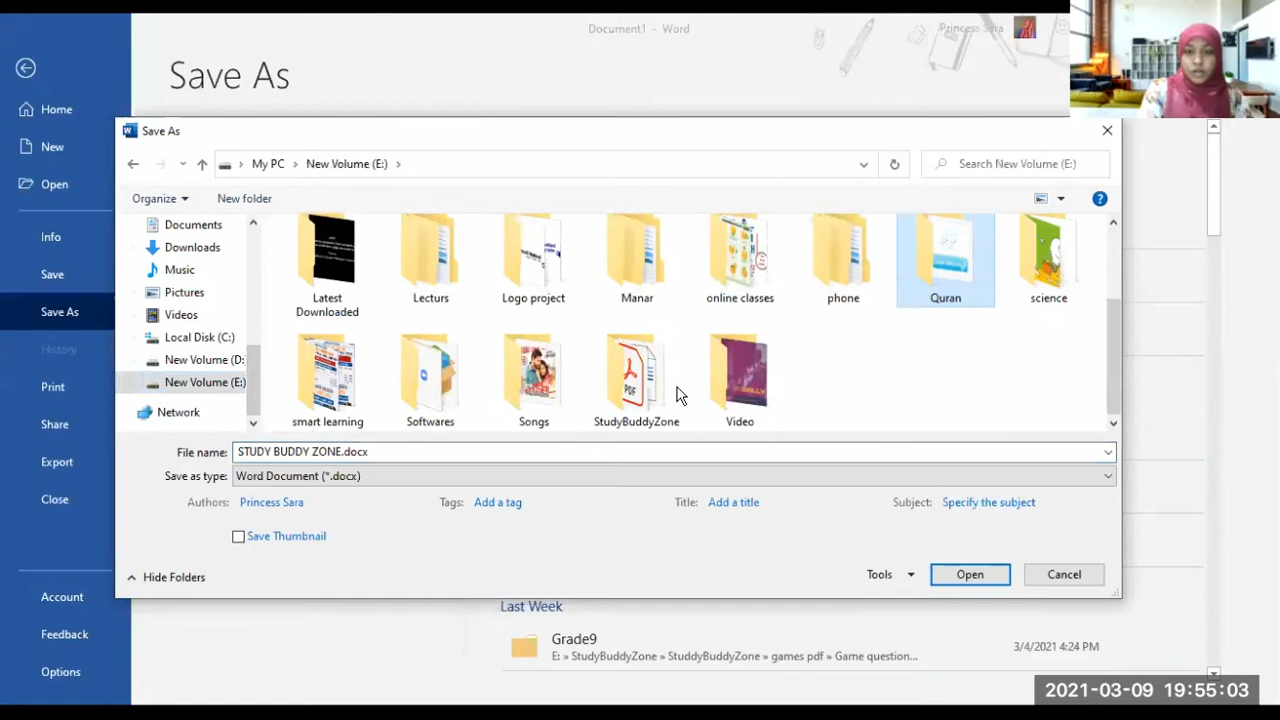 Document1 - Word
Princess Sara
Save As
Home
New
Open
Info
Save
Save As
History
Print
Share
Export
Close
Account
Feedback
Options
Save As
My PC
New Volume (E:)
Search New Volume (E:)
Organize
New folder
Documents
Downloads
Music
Pictures
Videos
Local Disk (C:)
New Volume (D:
New Volume (E:)
Network
Latest
Downloaded
Lecturs
Logo project
Manar
online classes
phone
Quran
science
smart learning
Softwares
Songs
PDF
StudyBuddyZone
Video
File name: STUDY BUDDY ZONE.docx
Save as type: Word Document (*.docx)
Authors: Princess Sara
Tags: Add a tag
Title: Add a title
Subject: Specify the subject
Save Thumbnail
Hide Folders
Tools
Open
Cancel
Last Week
Grade9
E: » StudyBuddyZone » StuddyBuddyZone » games pdf » Game question...
3/4/2021 4:24 PM
2021-03-09 19:55:03